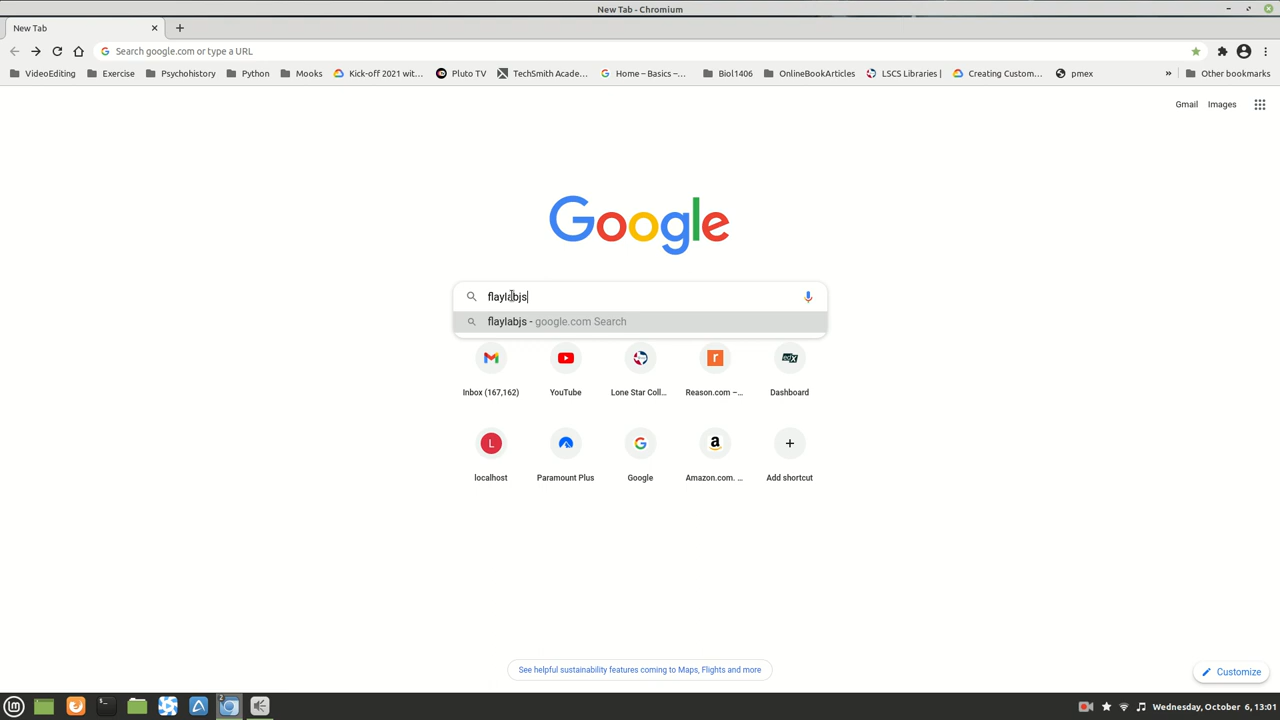 New Tab - Chromium
New Tab
Search google.com or type a URL
VideoEditing Exercise Psychohistory Python Mooks Kick-off 2021 wit... Pluto TV TechSmith Acade... Home – Basics –... Biol1406 OnlineBookArticles LSCS Libraries | Creating Custom... pmex » Other bookmarks
Gmail Images
Google
flaylabjs
flaylabjs - google.com Search
Inbox (167,162) YouTube Lone Star Coll... Reason.com –... Dashboard
L
localhost Paramount Plus Google Amazon.com. ... Add shortcut
See helpful sustainability features coming to Maps, Flights and more
Customize
2
Wednesday, October 6, 13:01